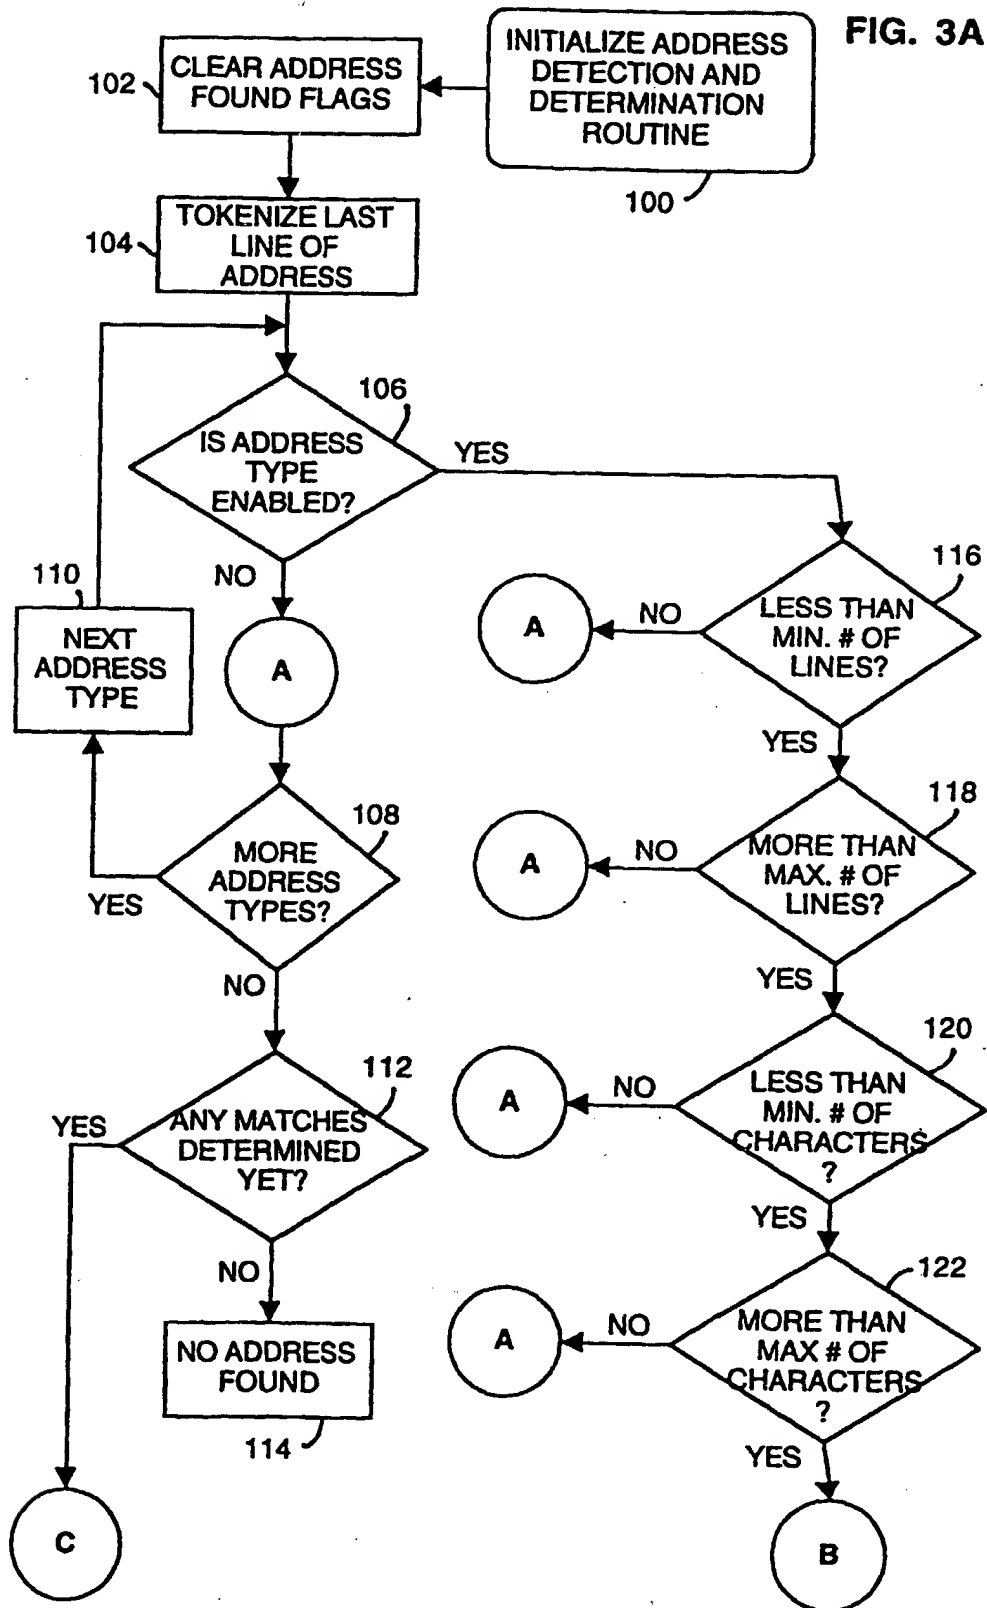 FIG. 3A
INITIALIZE ADDRESS
DETECTION AND
DETERMINATION
ROUTINE
100
CLEAR ADDRESS
FOUND FLAGS
102
TOKENIZE LAST
LINE OF
ADDRESS
104
IS ADDRESS
TYPE
ENABLED?
106
YES
NO
A
110
NEXT
ADDRESS
TYPE
MORE
ADDRESS
TYPES?
108
YES
NO
ANY MATCHES
DETERMINED
YET?
112
YES
NO
NO ADDRESS
FOUND
114
C
LESS THAN
MIN. # OF
LINES?
116
NO
A
YES
MORE THAN
MAX. # OF
LINES?
118
NO
A
YES
LESS THAN
MIN. # OF
CHARACTERS
?
120
NO
A
YES
MORE THAN
MAX # OF
CHARACTERS
?
122
NO
A
YES
B